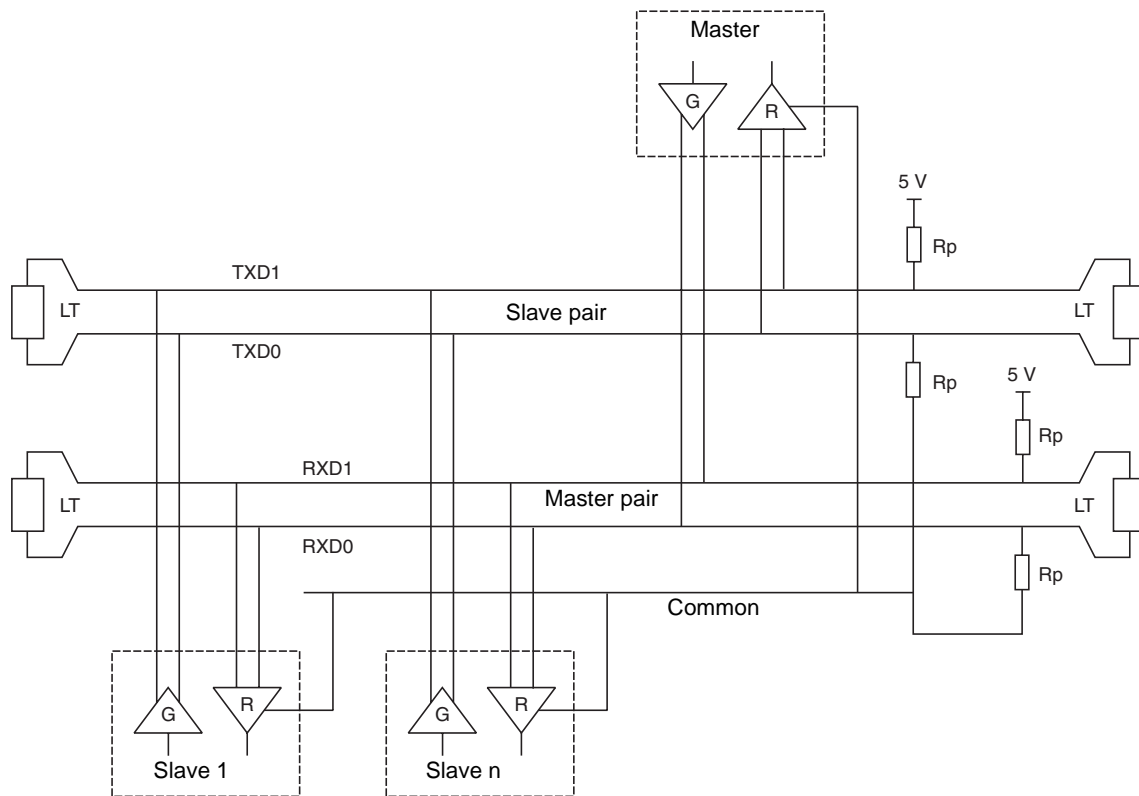 Master
G
R
5 V
Rp
TXD1
LT
Slave pair
LT
TXD0
Rp
5 V
Rp
RXD1
LT
Master pair
LT
RXD0
Rp
Common
G
R
G
R
Slave 1
Slave n